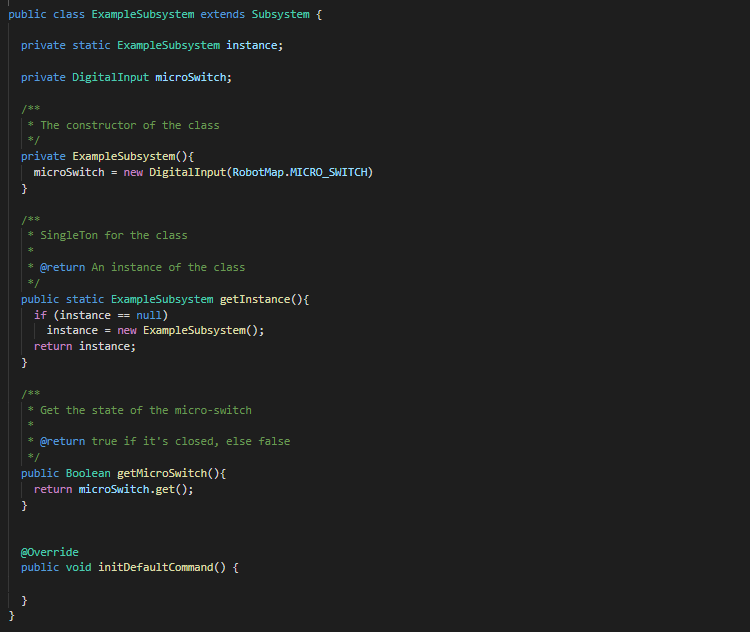 public class ExampleSubsystem extends Subsystem {
private static ExampleSubsystem instance;
private DigitalInput microSwitch;
/**
* The constructor of the class
*/
private ExampleSubsystem(){
microSwitch = new DigitalInput(RobotMap.MICRO_SWITCH)
}
/**
* SingleTon for the class
*
* @return An instance of the class
*/
public static ExampleSubsystem getInstance(){
if (instance == null)
instance = new ExampleSubsystem();
return instance;
}
/**
* Get the state of the micro-switch
*
* @return true if it's closed, else false
*/
public Boolean getMicroSwitch(){
return microSwitch.get();
}
@Override
public void initDefaultCommand() {
}
}